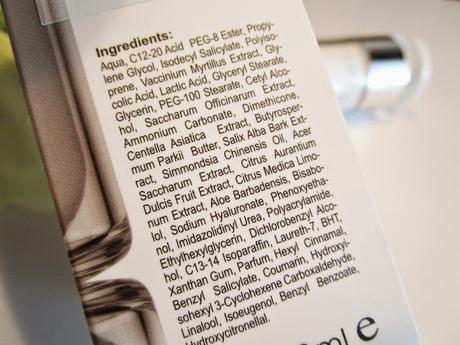 Ingredients:
Aqua, C12-20 Acid PEG-8 Ester, Propy-
lene Glycol, Isodecyl Salicylate, Polyiso-
prene, Vaccinium Myrtillus Extract, Gly-
colic Acid, Lactic Acid, Glyceryl Stearate,
Glycerin, PEG-100 Stearate, Cetyl Alco-
hol, Saccharum Officinarum Extract,
Ammonium Carbonate, Dimethicone,
Centella Asiatica Extract, Butyrosper-
mum Parkii Butter, Salix Alba Bark Ext-
ract, Simmondsia Chinensis Oil, Acer
Saccharum Extract, Citrus Aurantium
Dulcis Fruit Extract, Citrus Medica Limo-
num Extract, Aloe Barbadensis, Bisabo-
lol, Sodium Hyaluronate, Phenoxyetha-
nol, Imidazolidinyl Urea, Polyacrylamide,
Ethylhexylglycerin, Dichlorobenzyl Alco-
hol, C13-14 Isoparaffin, Laureth-7, BHT,
Xanthan Gum, Parfum, Hexyl Cinnamal,
Benzyl Salicylate, Coumarin, Hydroxyi-
sohexyl 3-Cyclohexene Carboxaldehyde,
Linalool, Isoeugenol, Benzyl Benzoate,
Hydroxycitronellal.
ml e